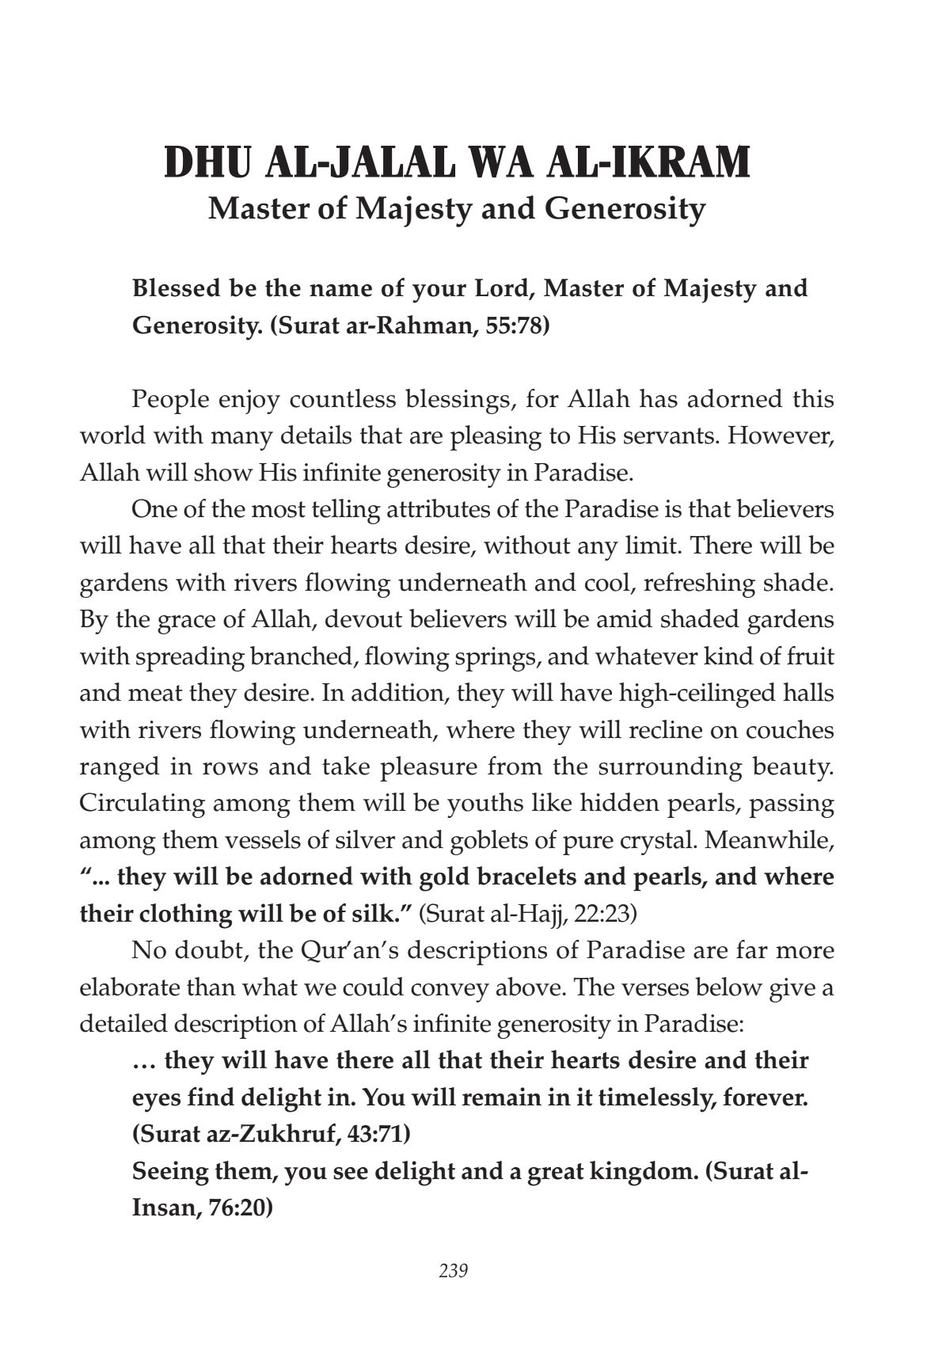 DHU AL-JALAL WA AL-IKRAM
Master of Majesty and Generosity
Blessed be the name of your Lord, Master of Majesty and
Generosity. (Surat ar-Rahman, 55:78)
People enjoy countless blessings, for Allah has adorned this
world with many details that are pleasing to His servants. However,
Allah will show His infinite generosity in Paradise.
One of the most telling attributes of the Paradise is that believers
will have all that their hearts desire, without any limit. There will be
gardens with rivers flowing underneath and cool, refreshing shade.
By the grace of Allah, devout believers will be amid shaded gardens
with spreading branched, flowing springs, and whatever kind of fruit
and meat they desire. In addition, they will have high-ceilinged halls
with rivers flowing underneath, where they will recline on couches
ranged in rows and take pleasure from the surrounding beauty.
Circulating among them will be youths like hidden pearls, passing
among them vessels of silver and goblets of pure crystal. Meanwhile,
“... they will be adorned with gold bracelets and pearls, and where
their clothing will be of silk.” (Surat al-Hajj, 22:23)
No doubt, the Qur’an’s descriptions of Paradise are far more
elaborate than what we could convey above. The verses below give a
detailed description of Allah’s infinite generosity in Paradise:
… they will have there all that their hearts desire and their
eyes find delight in. You will remain in it timelessly, forever.
(Surat az-Zukhruf, 43:71)
Seeing them, you see delight and a great kingdom. (Surat al-
Insan, 76:20)
239